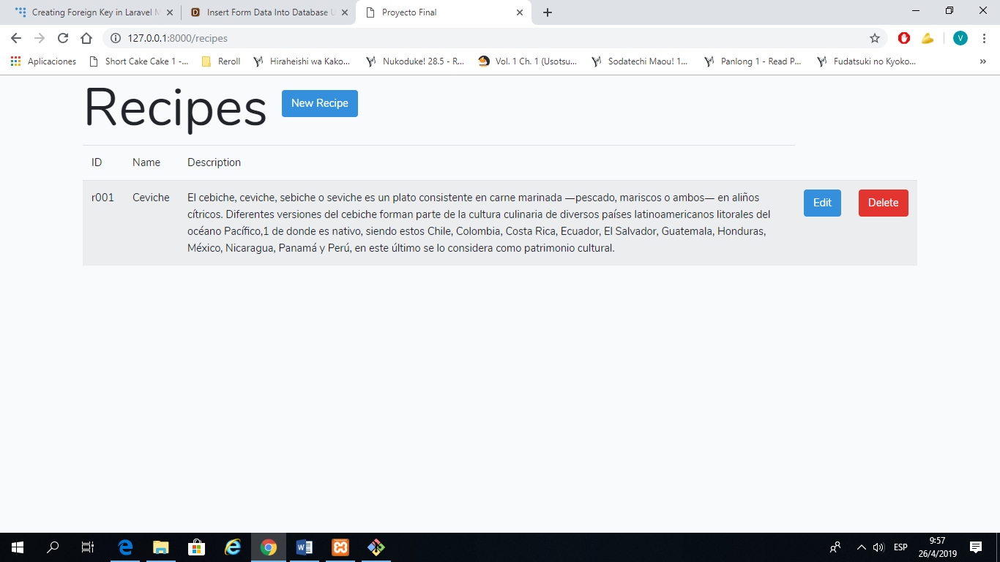 Creating Foreign Key in Laravel
Insert Form Data Into Database
Proyecto Final
127.0.0.1:8000/recipes
V
Aplicaciones
Short Cake Cake 1 -...
Reroll
Hiraheishi wa Kako...
Nukoduke! 28.5 - R...
Vol. 1 Ch. 1 (Usotsu...
Sodatechi Maou! 1...
Panlong 1 - Read P...
Fudatsuki no Kyoko...
»
Recipes
New Recipe
ID Name Description
r001 Ceviche El cebiche, ceviche, sebiche o seviche es un plato consistente en carne marinada —pescado, mariscos o ambos— en aliños
cítricos. Diferentes versiones del cebiche forman parte de la cultura culinaria de diversos países latinoamericanos litorales del
océano Pacífico,1 de donde es nativo, siendo estos Chile, Colombia, Costa Rica, Ecuador, El Salvador, Guatemala, Honduras,
México, Nicaragua, Panamá y Perú, en este último se lo considera como patrimonio cultural.
Edit
Delete
ESP
9:57
26/4/2019